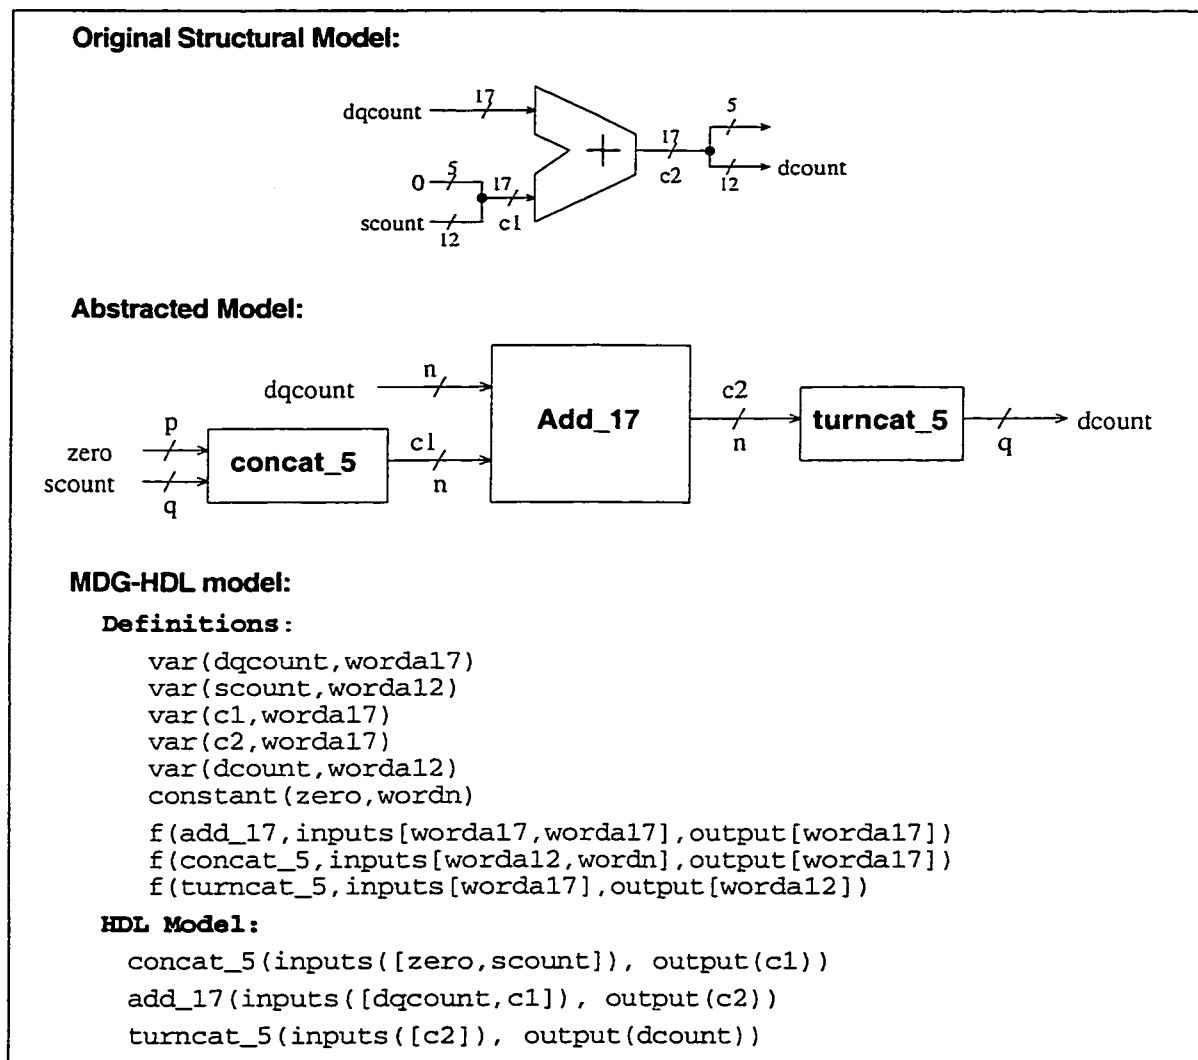 Original Structural Model:
17
5
dqcount
+
17
5
0
17
c2
12
dcount
scount
12
c1
Abstracted Model:
dqcount
n
c2
Add_17
turncat_5
dcount
p
n
q
zero
concat_5
c1
scount
n
q
MDG-HDL model:
Definitions:
var(dqcount,worda17)
var(scount,worda12)
var(c1,worda17)
var(c2,worda17)
var(dcount,worda12)
constant(zero,wordn)
f(add_17,inputs[worda17,worda17],output[worda17])
f(concat_5,inputs[worda12,wordn],output[worda17])
f(turncat_5,inputs[worda17],output[worda12])
HDL Model:
concat_5(inputs([zero,scount]), output(c1))
add_17(inputs([dqcount,c1]), output(c2))
turncat_5(inputs([c2]), output(dcount))